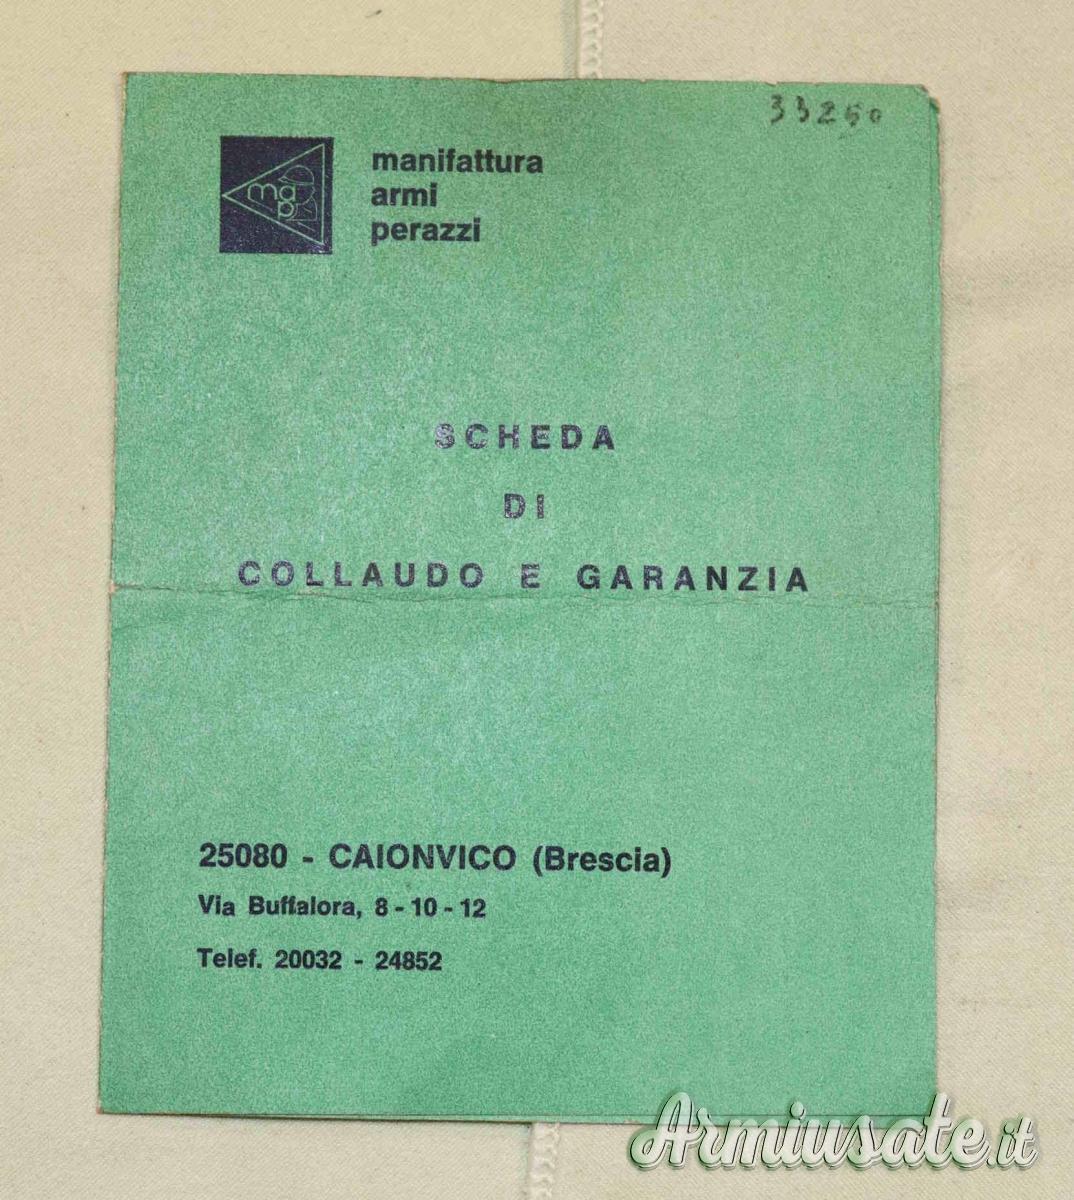 33260
map
manifattura
armi
perazzi
SCHEDA
DI
COLLAUDO E GARANZIA
25080 - CAIONVICO (Brescia)
Via Buffalora, 8 - 10 - 12
Telef. 20032 - 24852
Armiusate.it